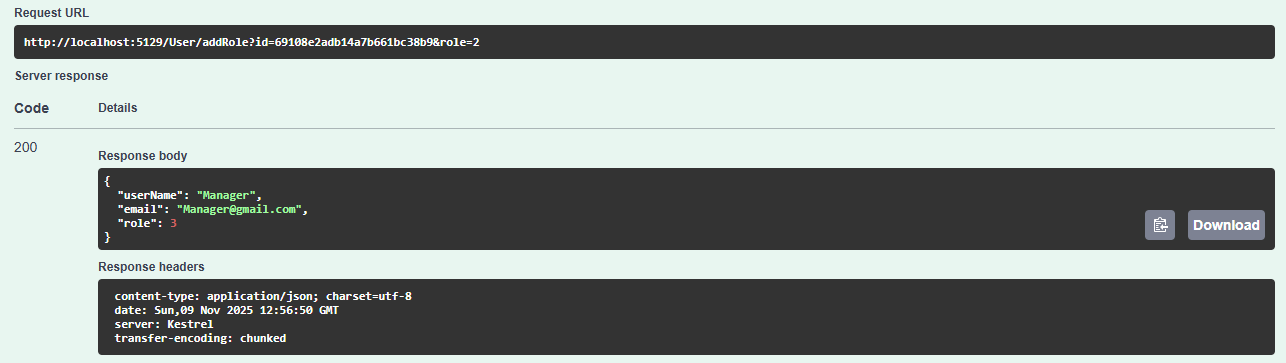 Request URL
http://localhost:5129/User/addRole?id=69108e2adb14a7b661bc38b9&role=2
Server response
Code Details
200
Response body
{
  "userName": "Manager",
  "email": "Manager@gmail.com",
  "role": 3
}
Download
Response headers
content-type: application/json; charset=utf-8
date: Sun,09 Nov 2025 12:56:50 GMT
server: Kestrel
transfer-encoding: chunked